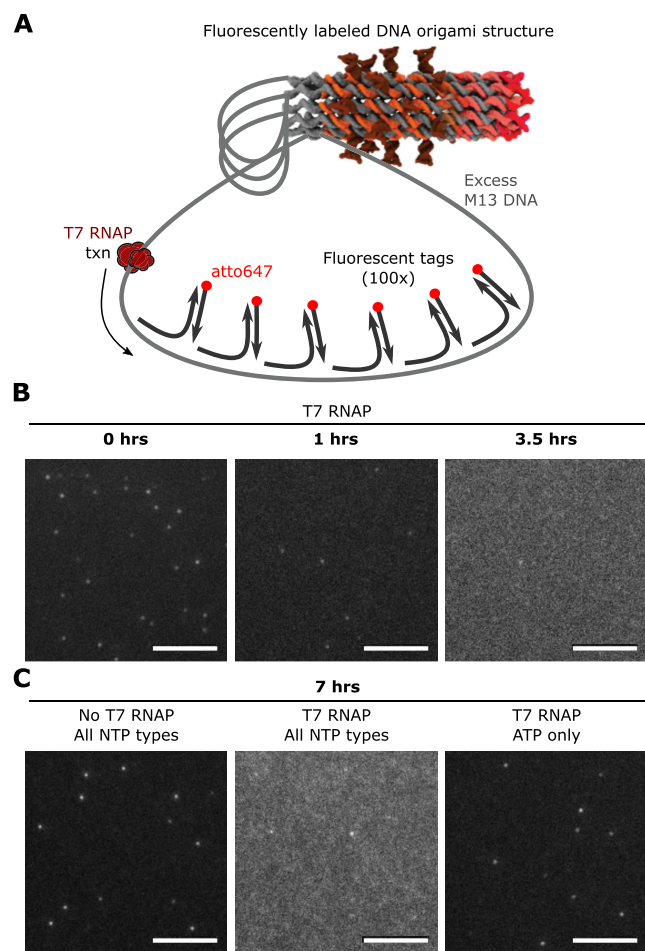 A
Fluorescently labeled DNA origami structure
Excess
M13 DNA
T7 RNAP
txn
atto647
Fluorescent tags
(100x)
B
T7 RNAP
0 hrs 1 hrs 3.5 hrs
C
7 hrs
No T7 RNAP T7 RNAP T7 RNAP
All NTP types All NTP types ATP only